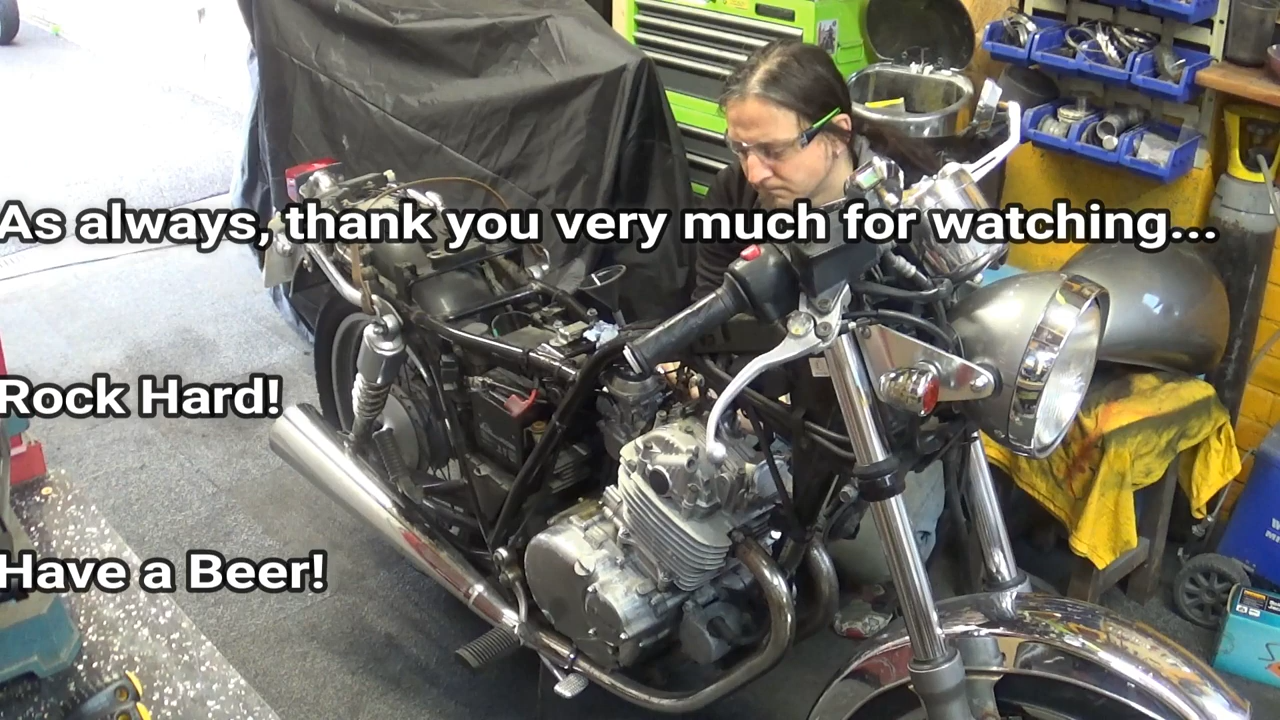 As always, thank you very much for watching...
Rock Hard!
Have a Beer!